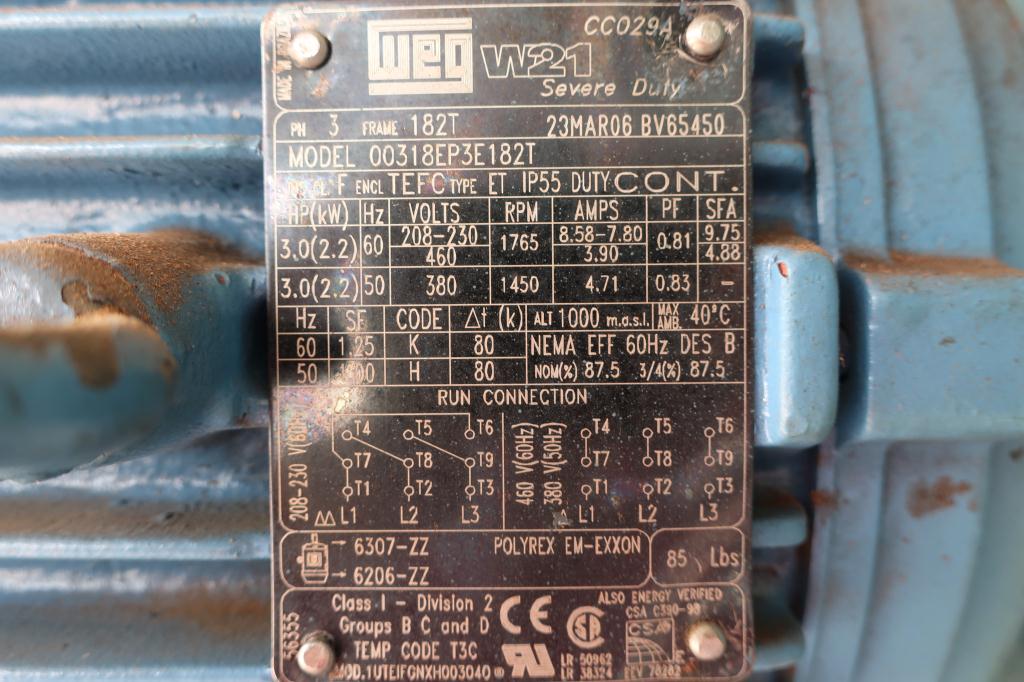 WEG W21 CC029A
Severe Duty
PH 3 FRAME 182T 23MAR06 BV65450
MODEL 00318EP3E182T
F ENCL TEFC TYPE ET IP55 DUTY CONT.
HP(kW) Hz VOLTS RPM AMPS PF SFA
3.0(2.2) 60 208-230 1765 8.58-7.80 0.81 9.75
460 3.90 4.88
3.0(2.2) 50 380 1450 4.71 0.83 -
Hz SF CODE Δt (k) ALT 1000 m.a.s.l. MAX AMB. 40°C
60 1.25 K 80 NEMA EFF 60Hz DES B
50 H 80 NOM(%) 87.5 3/4(%) 87.5
RUN CONNECTION
208-230 V(60Hz)
T4 T5 T6
T7 T8 T9
T1 T2 T3
△△ L1 L2 L3
460 V(60Hz)
380 V(50Hz)
T4 T5 T6
T7 T8 T9
T1 T2 T3
△ L1 L2 L3
→ 6307-ZZ POLYREX EM-EXXON 85 Lbs
→ 6206-ZZ
36355
Class I - Division 2
Groups B C and D
TEMP CODE T3C
MOD.1UTEIFGNXH003040
CE
ALSO ENERGY VERIFIED
CSA C390-98
CSA
LR 50962
LR 38324
REV 70202